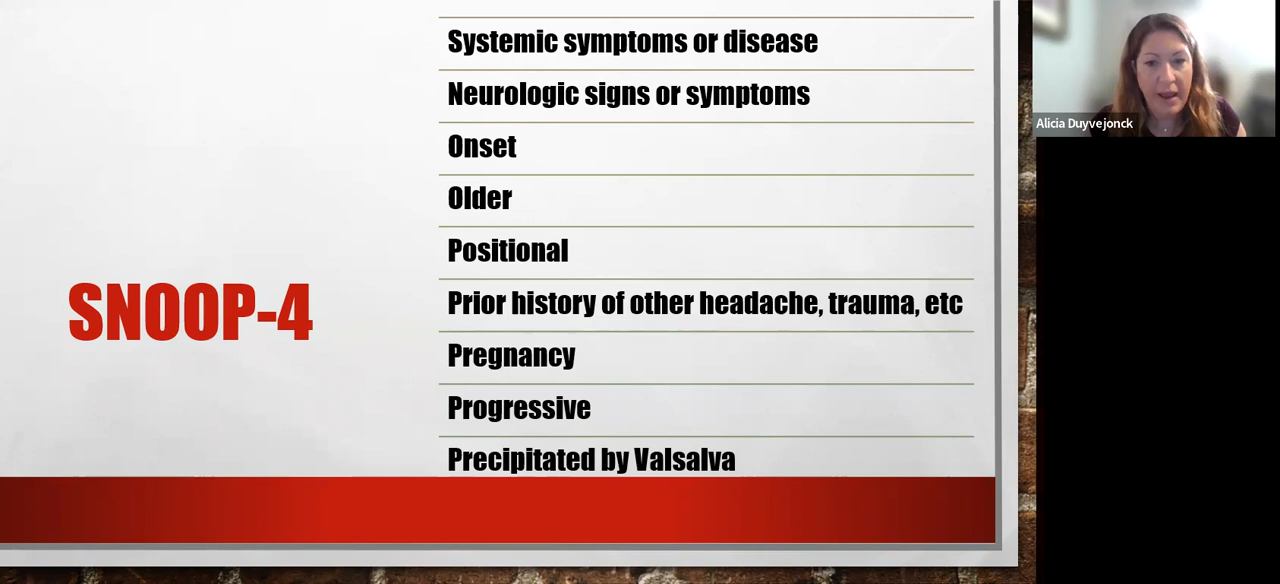 SNOOP-4
Systemic symptoms or disease
Neurologic signs or symptoms
Onset
Older
Positional
Prior history of other headache, trauma, etc
Pregnancy
Progressive
Precipitated by Valsalva
Alicia Duyvejonck